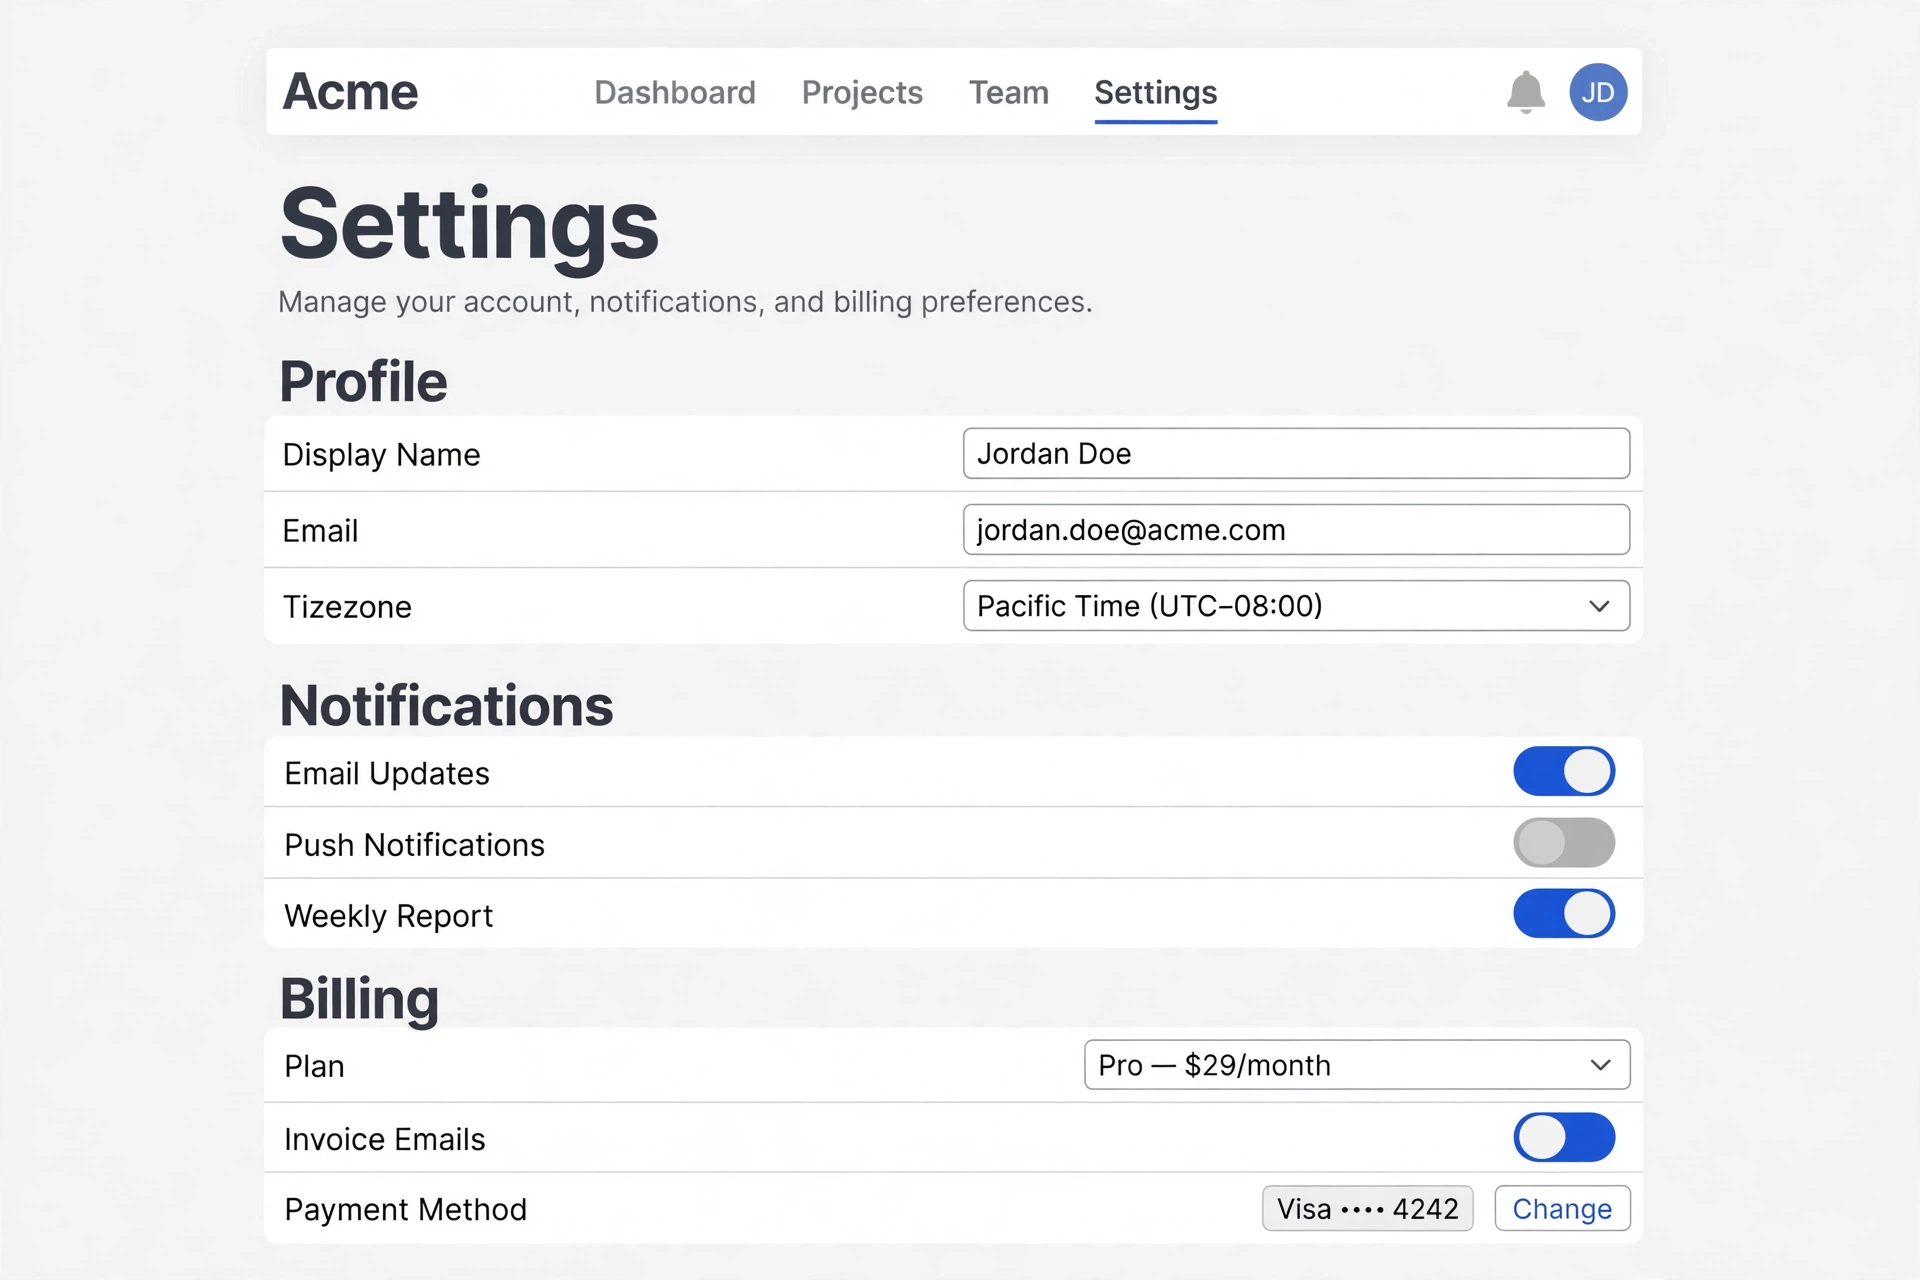 Acme Dashboard Projects Team Settings JD
Settings
Manage your account, notifications, and billing preferences.
Profile
Display Name Jordan Doe
Email jordan.doe@acme.com
Tizezone Pacific Time (UTC−08:00)
Notifications
Email Updates
Push Notifications
Weekly Report
Billing
Plan Pro — $29/month
Invoice Emails
Payment Method Visa •••• 4242 Change